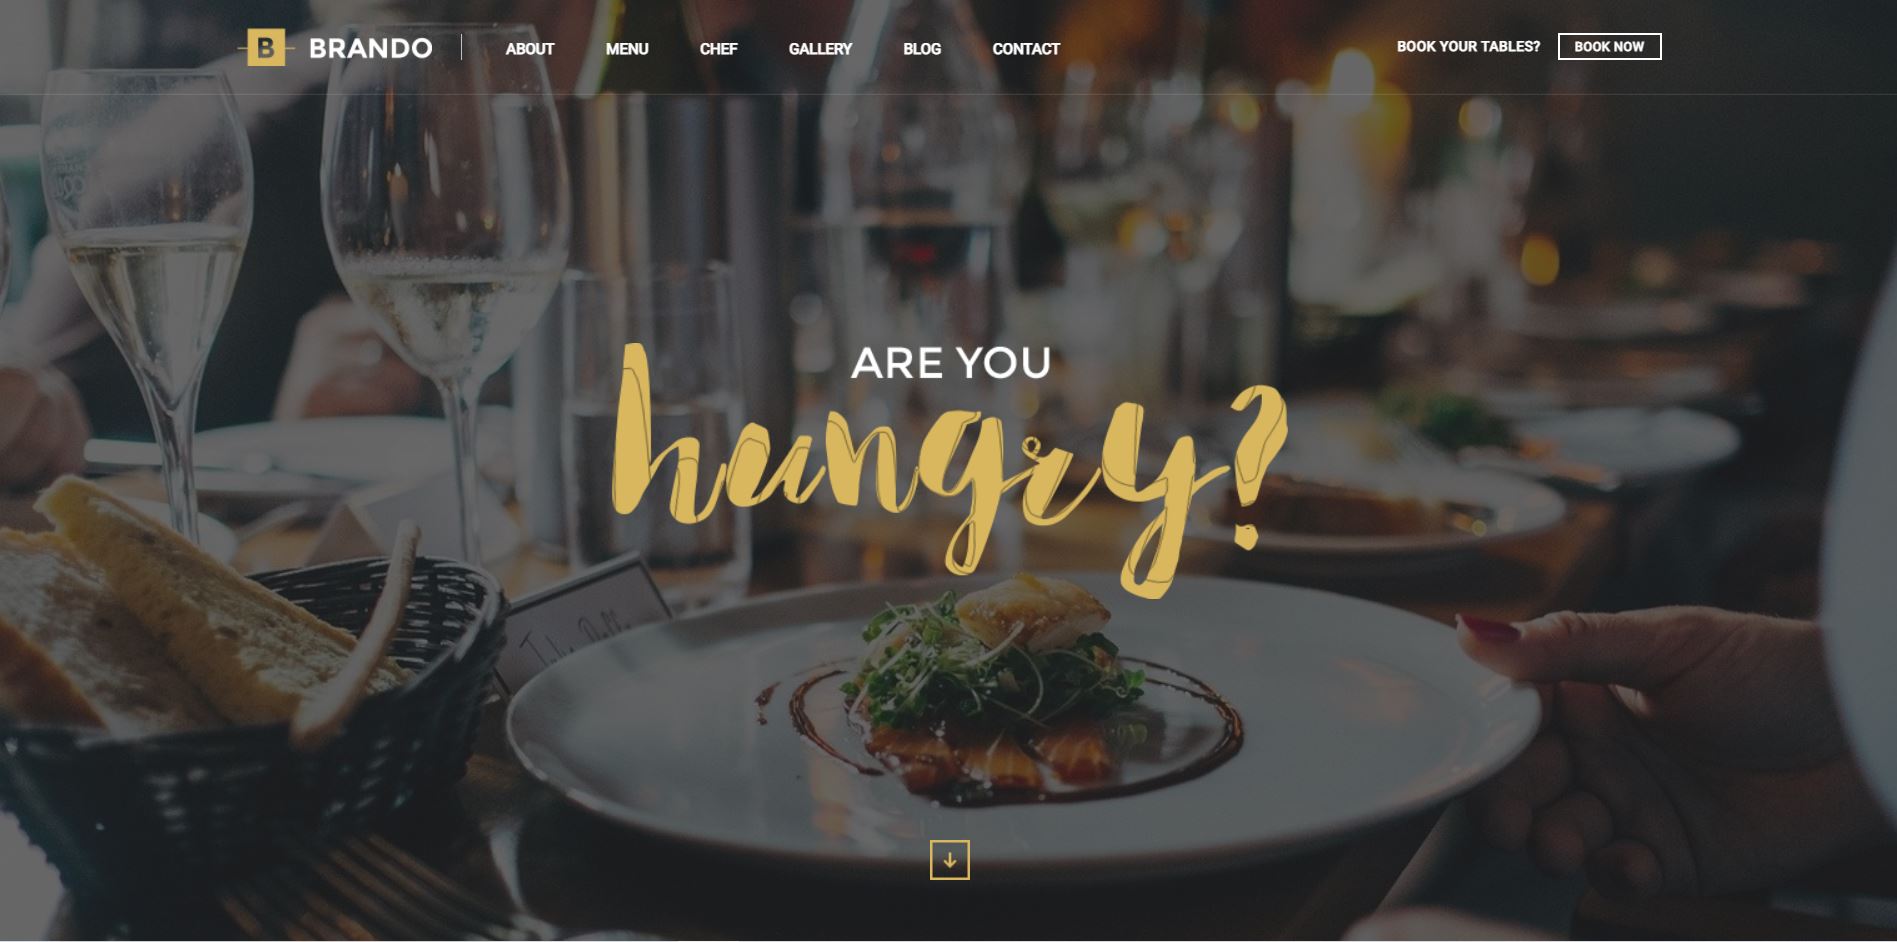 B BRANDO
ABOUT MENU CHEF GALLERY BLOG CONTACT
BOOK YOUR TABLES? BOOK NOW
ARE YOU
hungry?